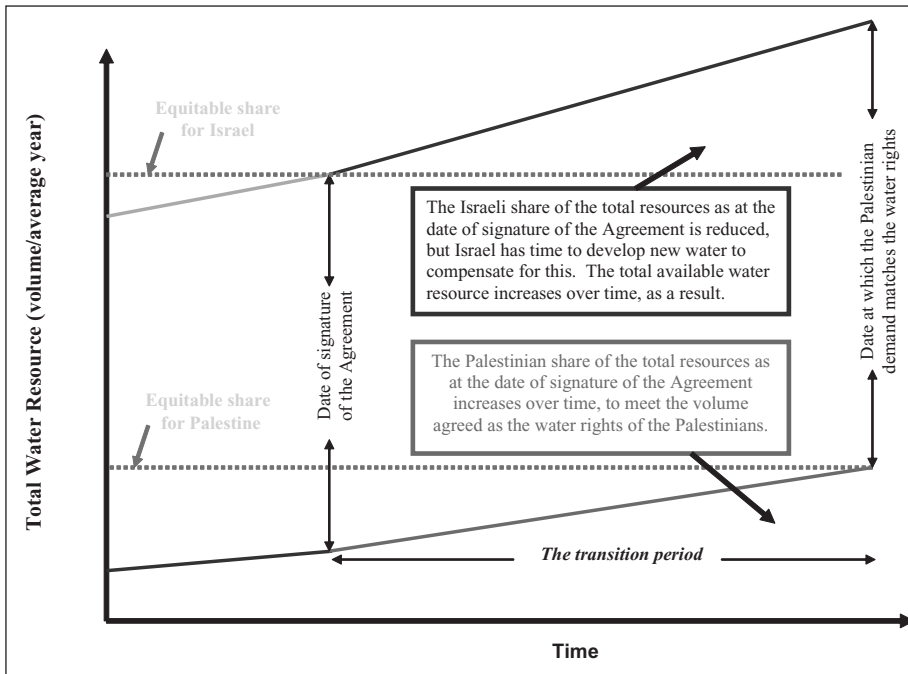 Total Water Resource (volume/average year)
Equitable share
for Israel
The Israeli share of the total resources as at the
date of signature of the Agreement is reduced,
but Israel has time to develop new water to
compensate for this. The total available water
resource increases over time, as a result.
Date of signature
of the Agreement
Date at which the Palestinian
demand matches the water rights
The Palestinian share of the total resources as
at the date of signature of the Agreement
increases over time, to meet the volume
agreed as the water rights of the Palestinians.
Equitable share
for Palestine
The transition period
Time